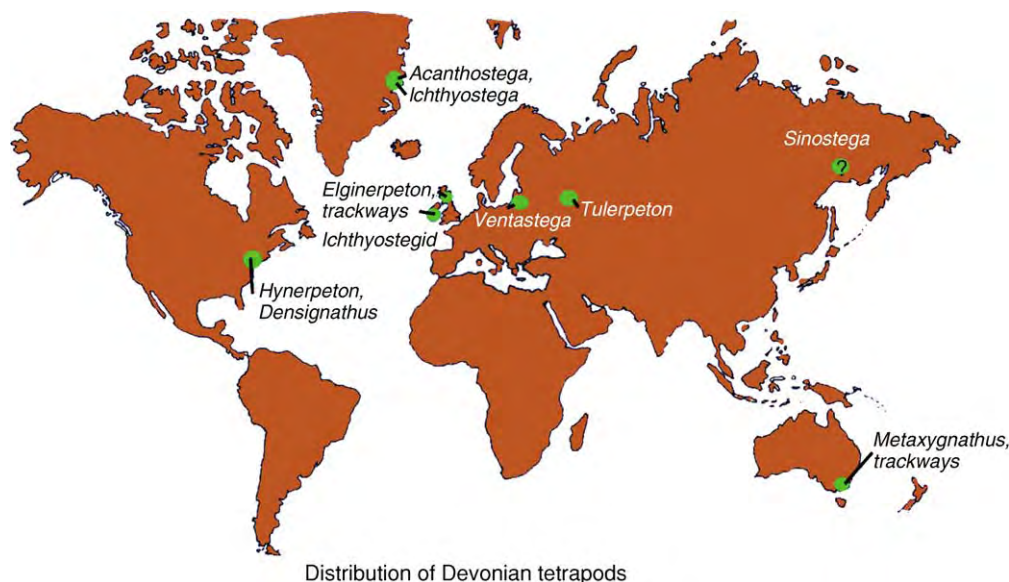 Acanthostega,
Ichthyostega
Sinostega
?
Elginerpeton,
trackways
Ventastega
Tulerpeton
Ichthyostegid
Hynerpeton,
Densignathus
Metaxygnathus,
trackways
Distribution of Devonian tetrapods